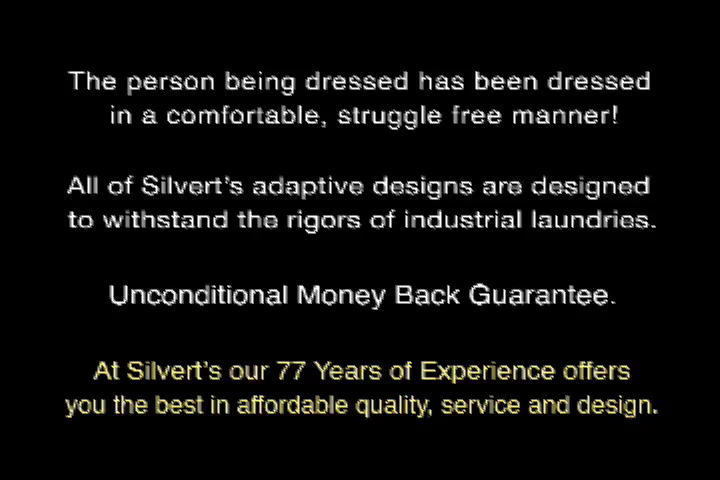 The person being dressed has been dressed
in a comfortable, struggle free manner!
All of Silvert's adaptive designs are designed
to withstand the rigors of industrial laundries.
Unconditional Money Back Guarantee.
At Silvert's our 77 Years of Experience offers
you the best in affordable quality, service and design.